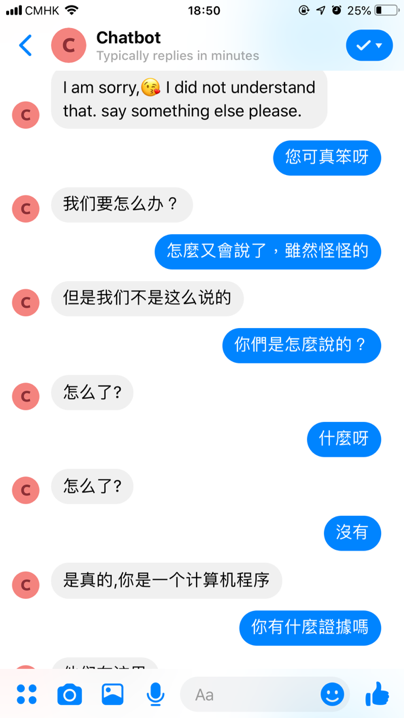 CMHK
18:50
25%
Chatbot
Typically replies in minutes
C
I am sorry,😘 I did not understand
that. say something else please.
C
您可真笨呀
我们要怎么办？
C
怎麼又會說了，雖然怪怪的
但是我们不是这么说的
C
你們是怎麼說的？
怎么了?
C
什麼呀
怎么了?
C
沒有
是真的,你是一个计算机程序
C
你有什麼證據嗎
Aa